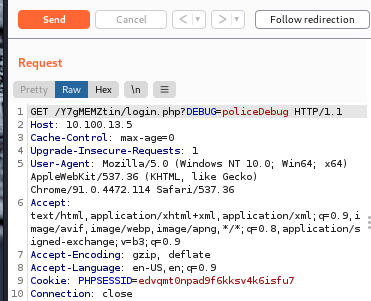 Send Cancel < > Follow redirection
Request
Pretty Raw Hex \n
1 GET /Y7gMEMZtin/login.php?DEBUG=policeDebug HTTP/1.1
2 Host: 10.100.13.5
3 Cache-Control: max-age=0
4 Upgrade-Insecure-Requests: 1
5 User-Agent: Mozilla/5.0 (Windows NT 10.0; Win64; x64)
AppleWebKit/537.36 (KHTML, like Gecko)
Chrome/91.0.4472.114 Safari/537.36
6 Accept:
text/html,application/xhtml+xml,application/xml;q=0.9,i
mage/avif,image/webp,image/apng,*/*;q=0.8,application/s
igned-exchange;v=b3;q=0.9
7 Accept-Encoding: gzip, deflate
8 Accept-Language: en-US,en;q=0.9
9 Cookie: PHPSESSID=edvqmt0npad9f6kksv4k6isfu7
10 Connection: close